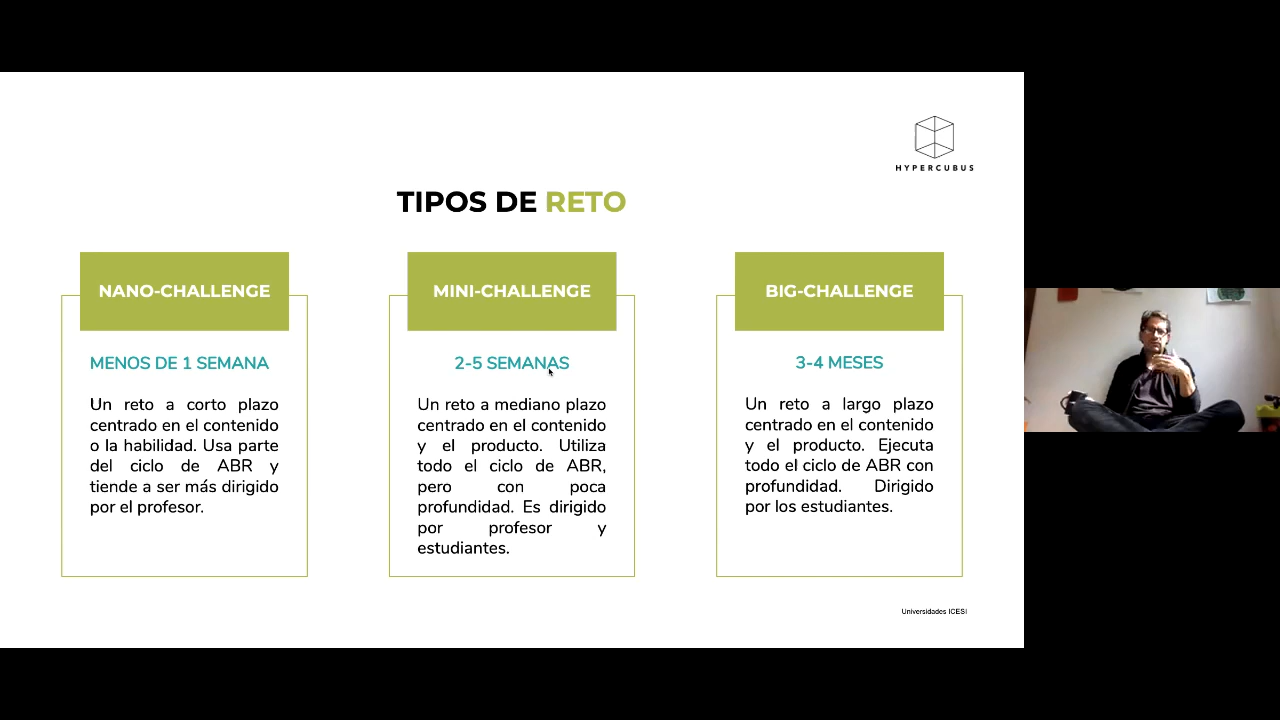 HYPERCUBUS
TIPOS DE RETO
NANO-CHALLENGE
MENOS DE 1 SEMANA
Un reto a corto plazo
centrado en el contenido
o la habilidad. Usa parte
del ciclo de ABR y
tiende a ser más dirigido
por el profesor.
MINI-CHALLENGE
2-5 SEMANAS
Un reto a mediano plazo
centrado en el contenido
y el producto. Utiliza
todo el ciclo de ABR,
pero con poca
profundidad. Es dirigido
por profesor y
estudiantes.
BIG-CHALLENGE
3-4 MESES
Un reto a largo plazo
centrado en el contenido
y el producto. Ejecuta
todo el ciclo de ABR con
profundidad. Dirigido
por los estudiantes.
Universidades ICESI